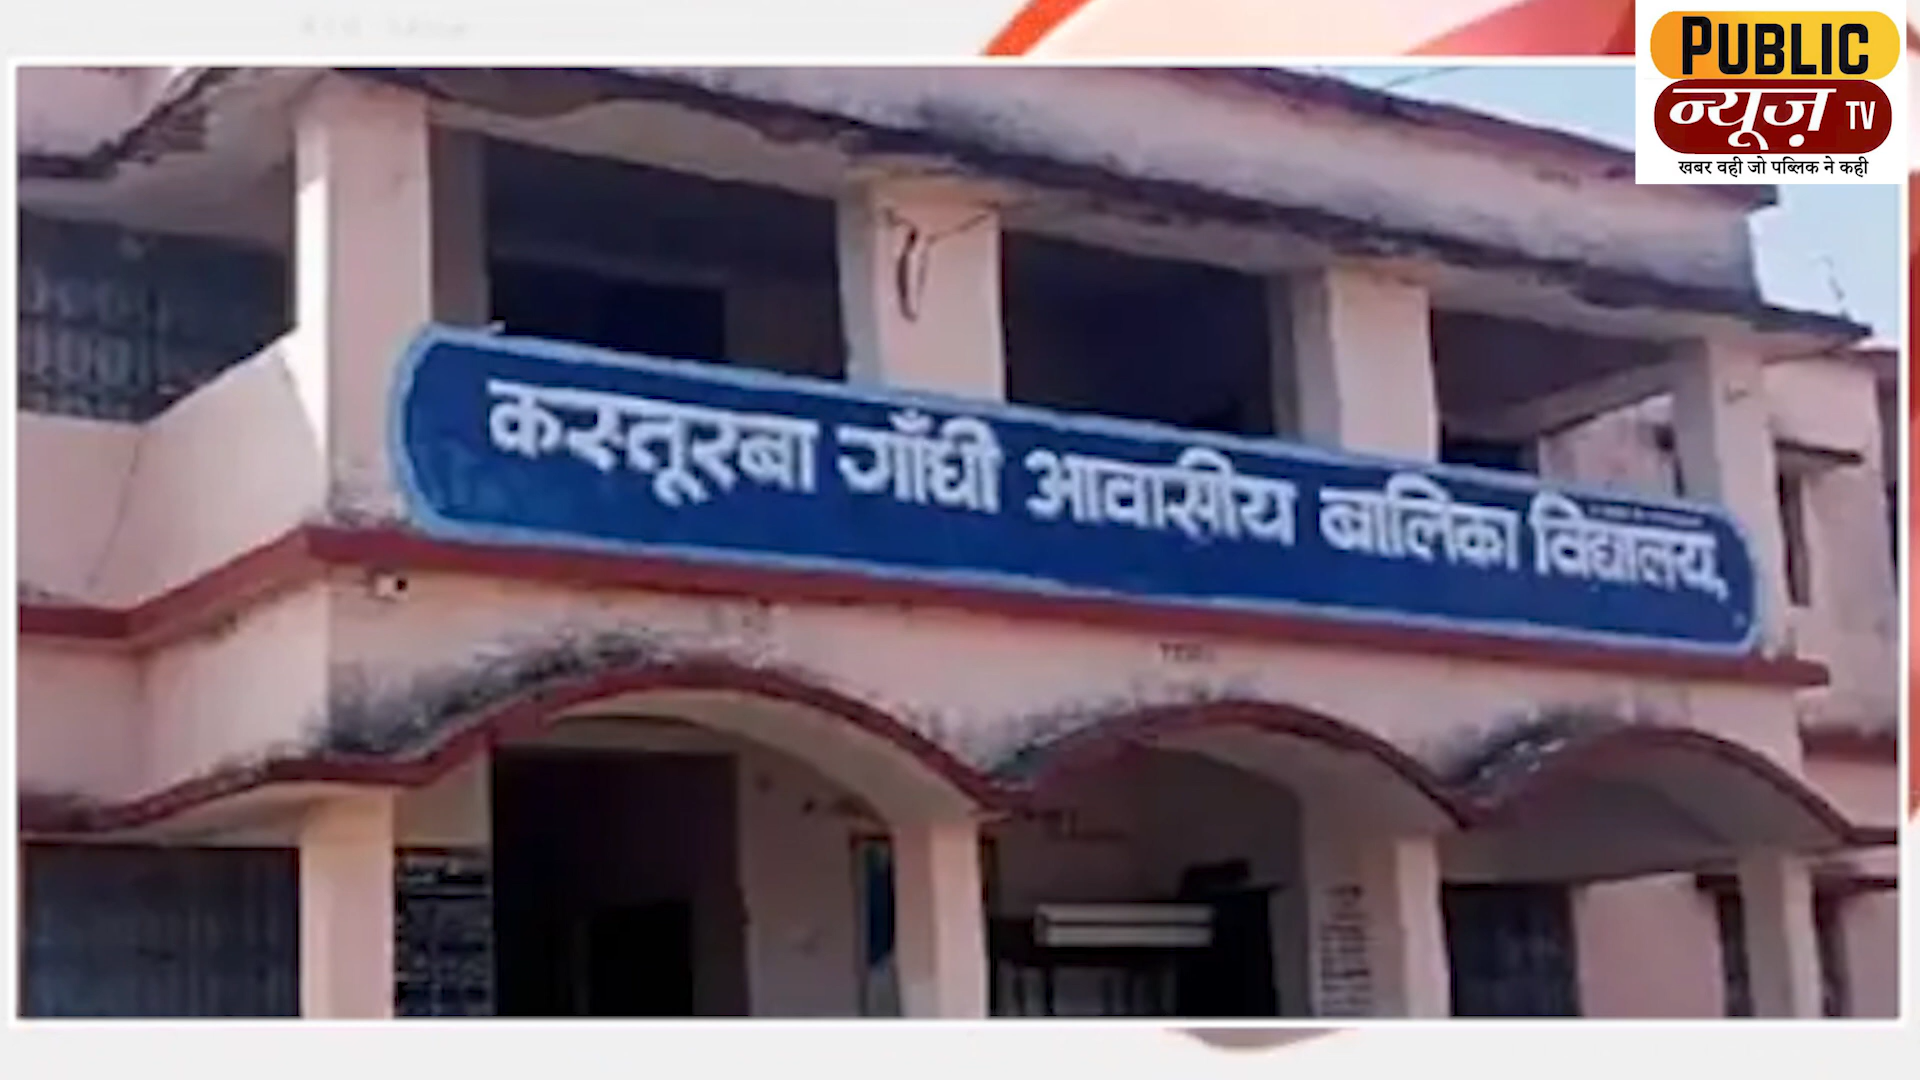 PUBLIC
न्यूज़ TV
खबर वही जो पब्लिक ने कही
कस्तूरबा गाँधी आवासीय बालिका विद्यालय,